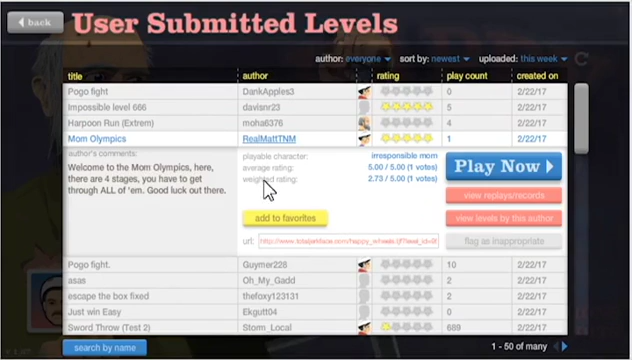 back
User Submitted Levels
author: everyone sort by: newest uploaded: this week
title author rating play count created on
Pogo fight DankApples3 0 2/22/17
Impossible level 666 davisnr23 5 2/22/17
Harpoon Run (Extrem) moha6376 4 2/22/17
Mom Olympics RealMattTNM 1 2/22/17
author's comments:
Welcome to the Mom Olympics, here,
there are 4 stages, you have to get
through ALL of 'em. Good luck out there.
playable character: irresponsible mom
average rating: 5.00 / 5.00 (1 votes)
weighted rating: 2.73 / 5.00 (1 votes)
Play Now
view replays/records
add to favorites
view levels by this author
url:
flag as inappropriate
Pogo fight. Guymer228 10 2/22/17
asas Oh_My_Gadd 2 2/22/17
escape the box fixed thefoxy123131 2 2/22/17
Just win Easy Ekgutt04 0 2/22/17
Sword Throw (Test 2) Storm_Local 689 2/22/17
search by name
1 - 50 of many